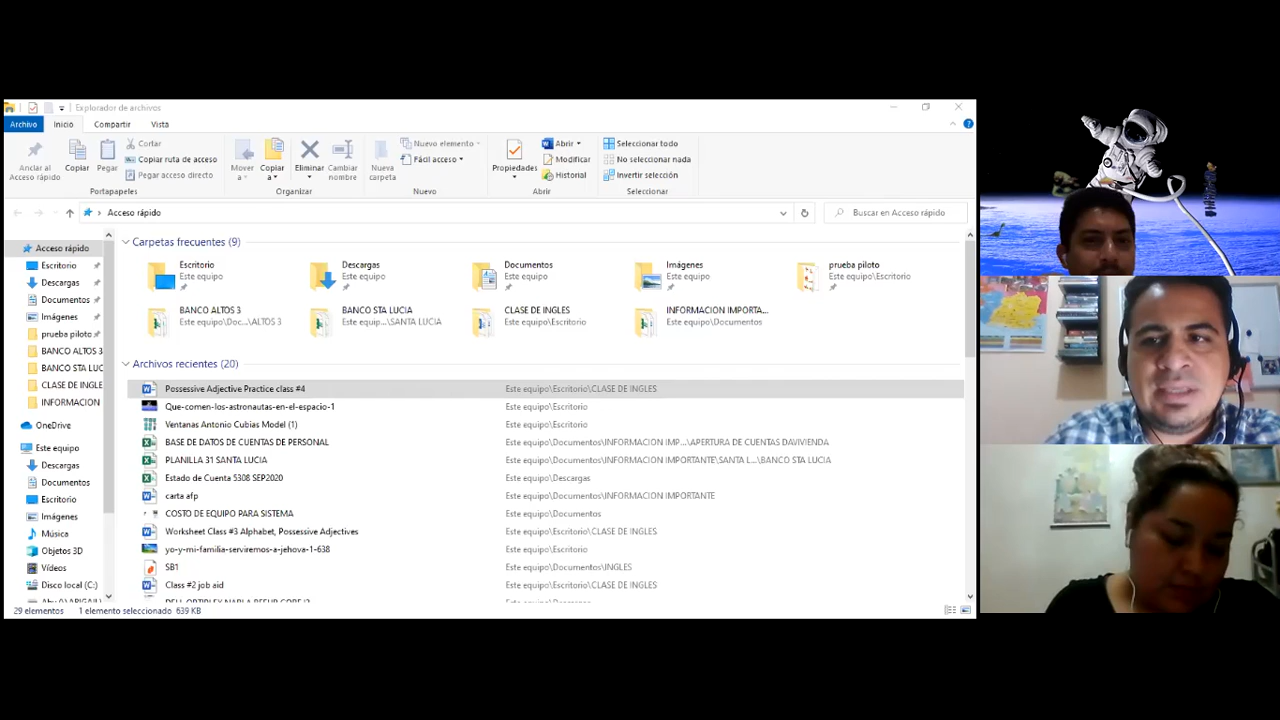 Explorador de archivos
Archivo Inicio Compartir Vista
Anclar al Acceso rápido
Copiar
Pegar
Cortar
Copiar ruta de acceso
Pegar acceso directo
Portapapeles
Mover a
Copiar a
Eliminar
Cambiar nombre
Organizar
Nueva carpeta
Nuevo elemento
Fácil acceso
Nuevo
Propiedades
Abrir
Modificar
Historial
Abrir
Seleccionar todo
No seleccionar nada
Invertir selección
Seleccionar
Acceso rápido
Buscar en Acceso rápido
Acceso rápido
Escritorio
Descargas
Documentos
Imágenes
prueba piloto
BANCO ALTOS 3
BANCO STA LUC
CLASE DE INGLE
INFORMACION
OneDrive
Este equipo
Descargas
Documentos
Escritorio
Imágenes
Música
Objetos 3D
Vídeos
Disco local (C:)
Carpetas frecuentes (9)
Escritorio
Este equipo
Descargas
Este equipo
Documentos
Este equipo
Imágenes
Este equipo
prueba piloto
Este equipo\Escritorio
BANCO ALTOS 3
Este equipo\Doc...\ALTOS 3
BANCO STA LUCIA
Este equip...\SANTA LUCIA
CLASE DE INGLES
Este equipo\Escritorio
INFORMACION IMPORTA...
Este equipo\Documentos
Archivos recientes (20)
Possessive Adjective Practice class #4 Este equipo\Escritorio\CLASE DE INGLES
Que-comen-los-astronautas-en-el-espacio-1 Este equipo\Escritorio
Ventanas Antonio Cubias Model (1) Este equipo\Escritorio
BASE DE DATOS DE CUENTAS DE PERSONAL Este equipo\Documentos\INFORMACION IMP...\APERTURA DE CUENTAS DAVIVIENDA
PLANILLA 31 SANTA LUCIA Este equipo\Documentos\INFORMACION IMPORTANTE\SANTA L...\BANCO STA LUCIA
Estado de Cuenta 5308 SEP2020 Este equipo\Descargas
carta afp Este equipo\Documentos\INFORMACION IMPORTANTE
COSTO DE EQUIPO PARA SISTEMA Este equipo\Documentos
Worksheet Class #3 Alphabet, Possessive Adjectives Este equipo\Escritorio\CLASE DE INGLES
yo-y-mi-familia-serviremos-a-jehova-1-638 Este equipo\Escritorio
SB1 Este equipo\Documentos\INGLES
Class #2 job aid Este equipo\Escritorio\CLASE DE INGLES
29 elementos 1 elemento seleccionado 639 KB